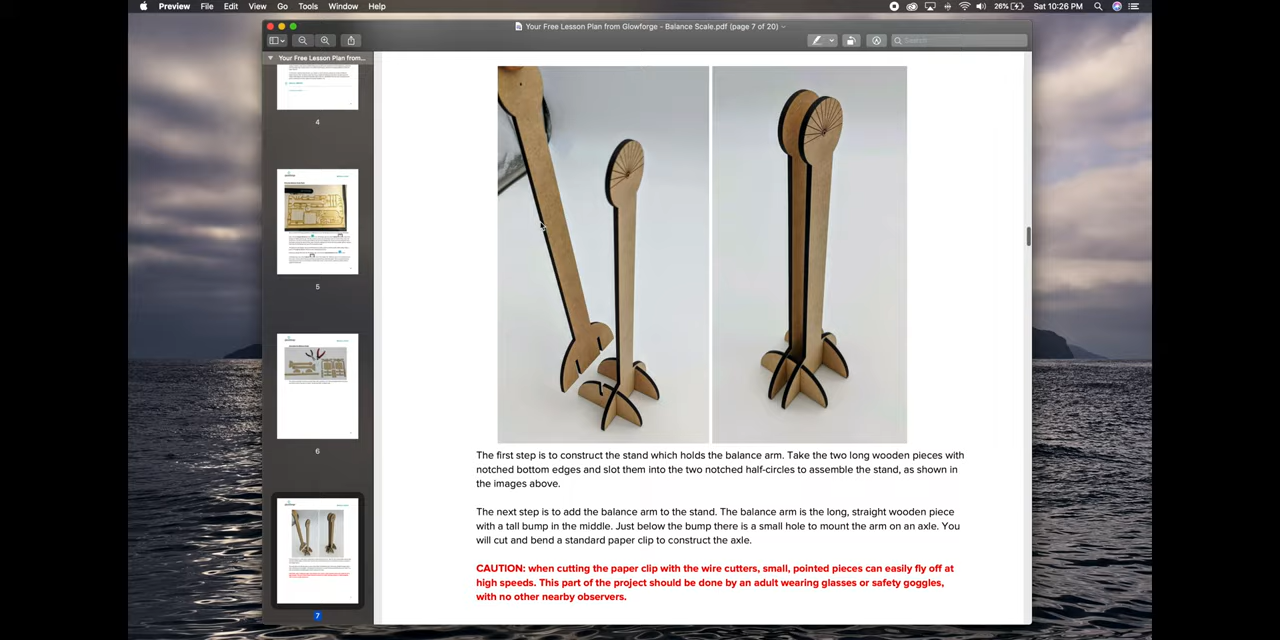 Preview File Edit View Go Tools Window Help
26% Sat 10:26 PM
Your Free Lesson Plan from Glowforge - Balance Scale.pdf (page 7 of 20)
Search
Your Free Lesson Plan from...
4
5
6
7
The first step is to construct the stand which holds the balance arm. Take the two long wooden pieces with
notched bottom edges and slot them into the two notched half-circles to assemble the stand, as shown in
the images above.
The next step is to add the balance arm to the stand. The balance arm is the long, straight wooden piece
with a tall bump in the middle. Just below the bump there is a small hole to mount the arm on an axle. You
will cut and bend a standard paper clip to construct the axle.
CAUTION: when cutting the paper clip with the wire cutters, small, pointed pieces can easily fly off at
high speeds. This part of the project should be done by an adult wearing glasses or safety goggles,
with no other nearby observers.